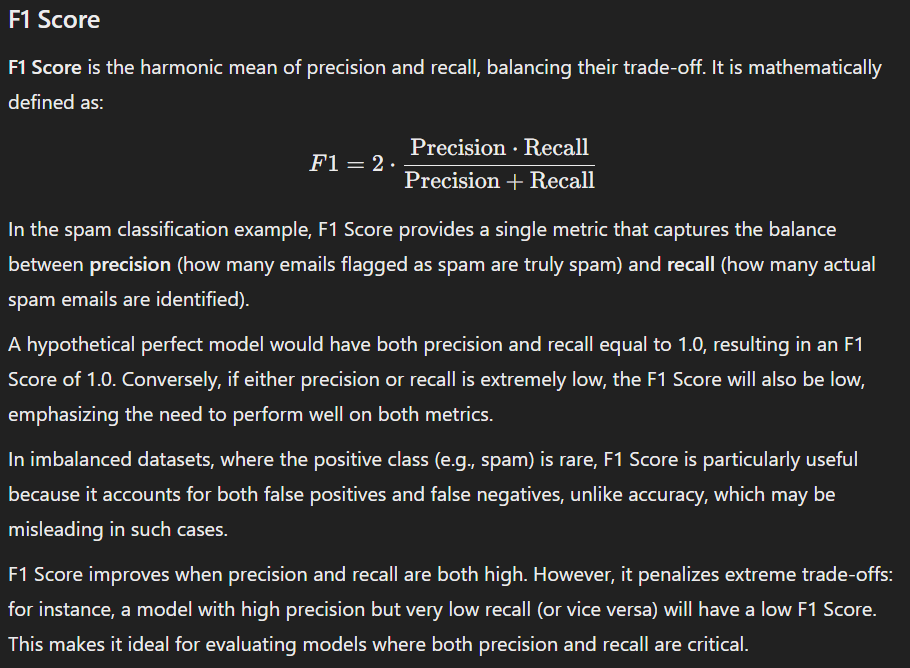 F1 Score
F1 Score is the harmonic mean of precision and recall, balancing their trade-off. It is mathematically
defined as:
F1 = 2 · \frac{Precision · Recall}{Precision + Recall}
In the spam classification example, F1 Score provides a single metric that captures the balance
between precision (how many emails flagged as spam are truly spam) and recall (how many actual
spam emails are identified).
A hypothetical perfect model would have both precision and recall equal to 1.0, resulting in an F1
Score of 1.0. Conversely, if either precision or recall is extremely low, the F1 Score will also be low,
emphasizing the need to perform well on both metrics.
In imbalanced datasets, where the positive class (e.g., spam) is rare, F1 Score is particularly useful
because it accounts for both false positives and false negatives, unlike accuracy, which may be
misleading in such cases.
F1 Score improves when precision and recall are both high. However, it penalizes extreme trade-offs:
for instance, a model with high precision but very low recall (or vice versa) will have a low F1 Score.
This makes it ideal for evaluating models where both precision and recall are critical.